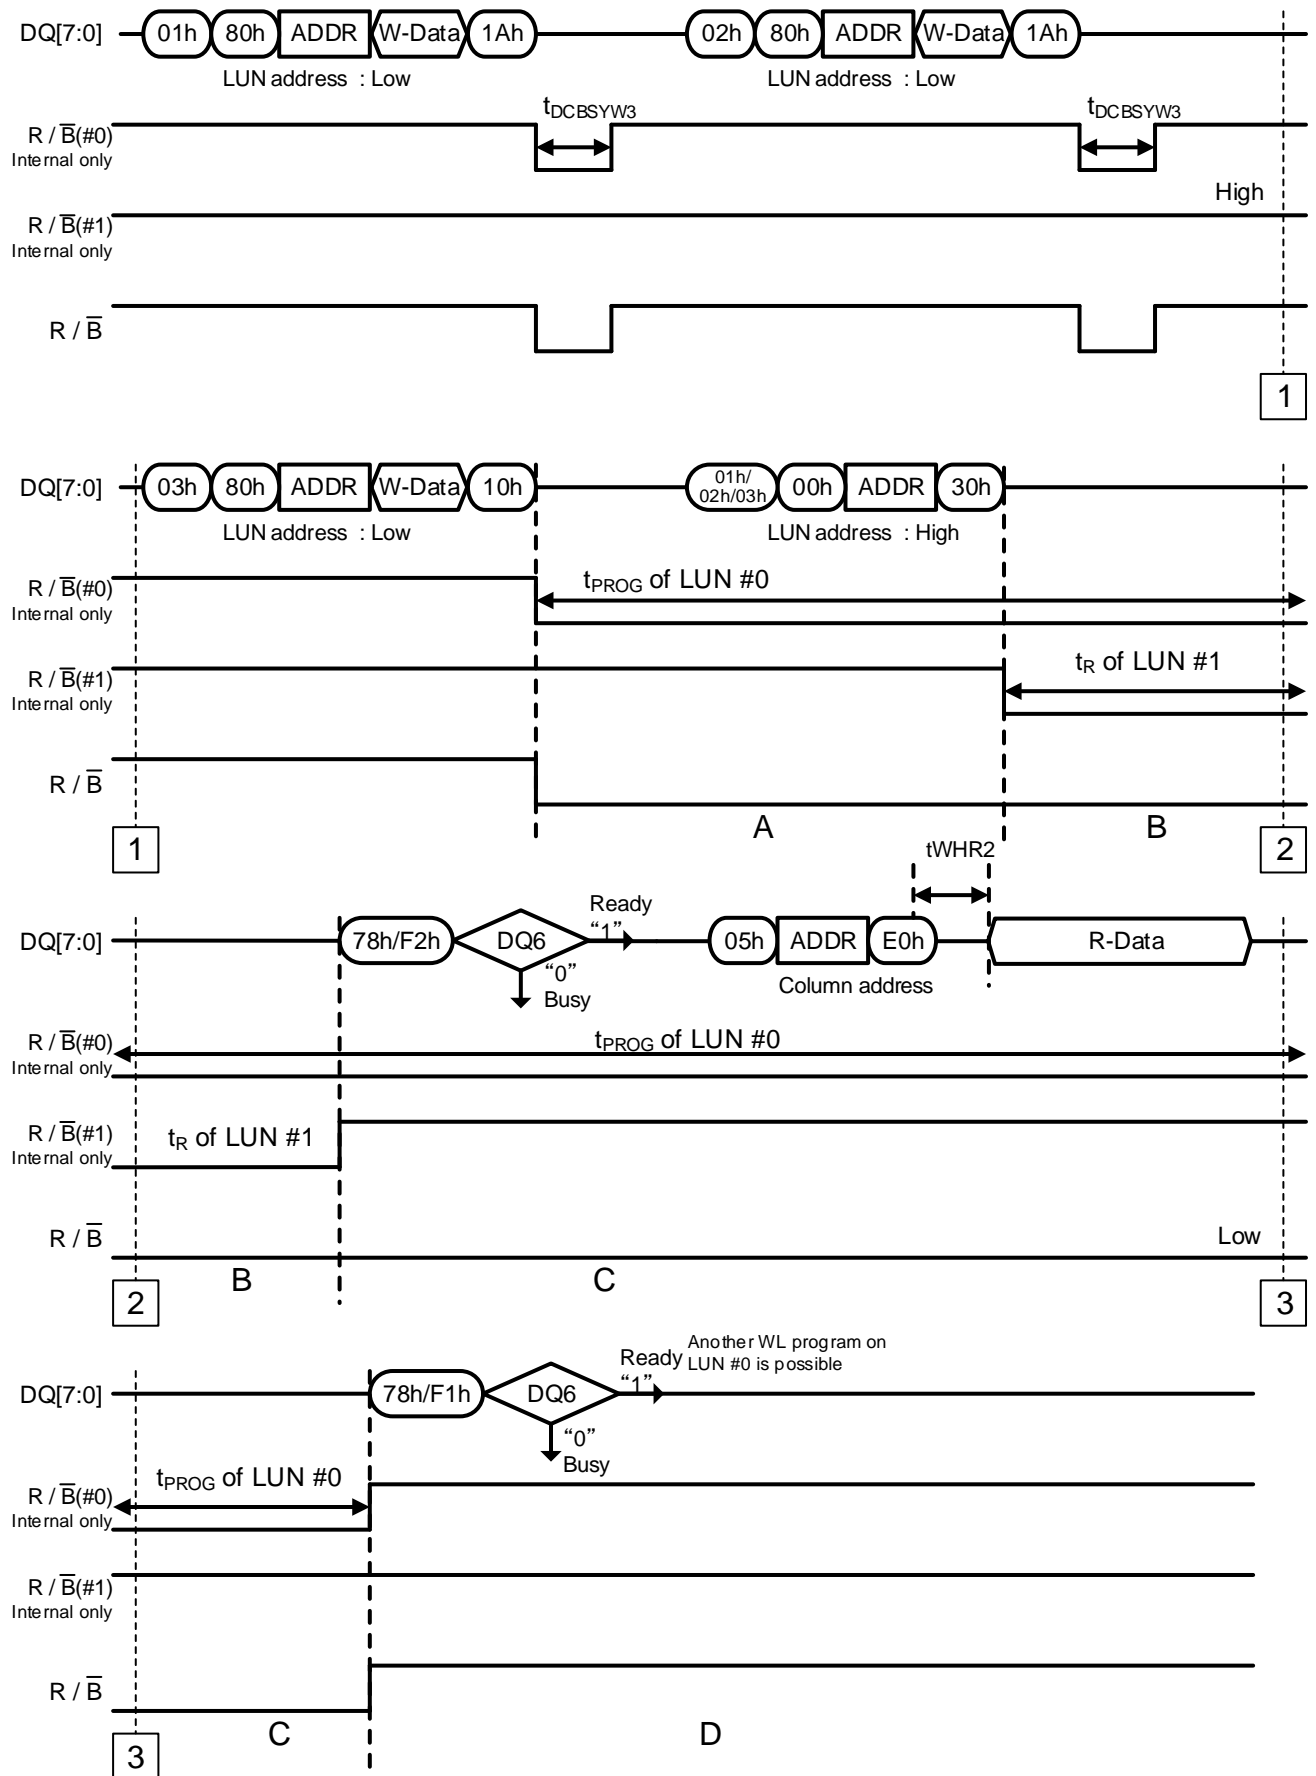 DQ[7:0] 01h 80h ADDR W-Data 1Ah 02h 80h ADDR W-Data 1Ah
LUN address : Low LUN address : Low
tDCBSYW3 tDCBSYW3
R / B̅(#0)
Internal only
High
R / B̅(#1)
Internal only
R / B̅
1
DQ[7:0] 03h 80h ADDR W-Data 10h 01h/ 00h ADDR 30h
02h/03h
LUN address : Low LUN address : High
R / B̅(#0) tPROG of LUN #0
Internal only
R / B̅(#1) tR of LUN #1
Internal only
R / B̅
A B
1 2
tWHR2
Ready
“1”
DQ[7:0] 78h/F2h DQ6 05h ADDR E0h R-Data
“0” Column address
Busy
R / B̅(#0) tPROG of LUN #0
Internal only
R / B̅(#1) tR of LUN #1
Internal only
R / B̅ Low
B C
2 3
Another WL program on
Ready LUN #0 is possible
“1”
DQ[7:0] 78h/F1h DQ6
“0”
Busy
tPROG of LUN #0
R / B̅(#0)
Internal only
R / B̅(#1)
Internal only
R / B̅
C D
3